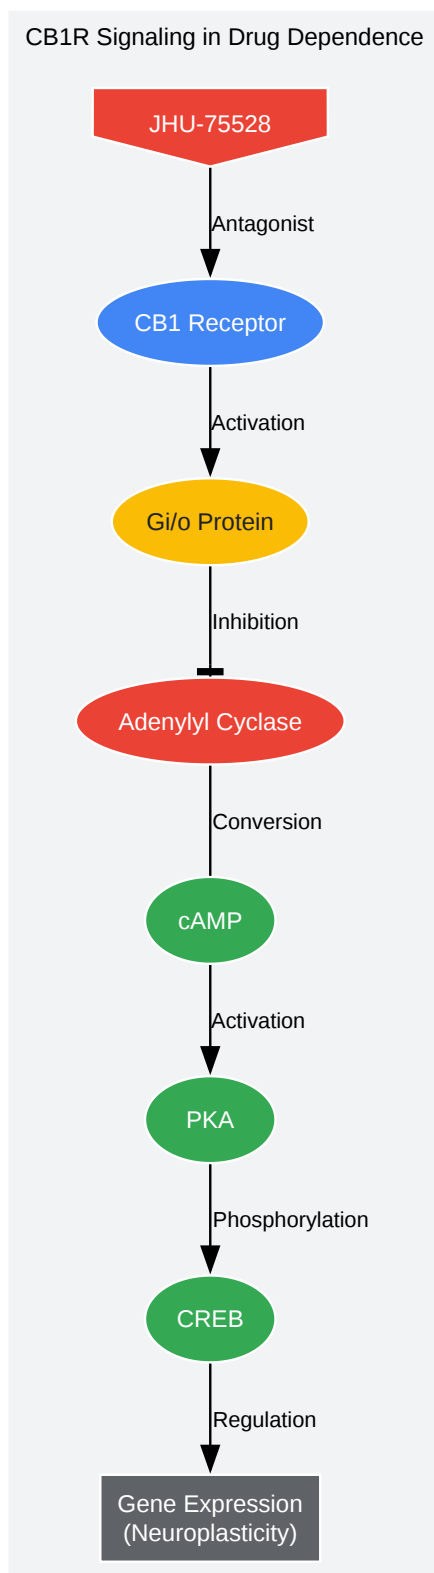 CB1R Signaling in Drug Dependence
JHU-75528
Antagonist
CB1 Receptor
Activation
Gi/o Protein
Inhibition
Adenylyl Cyclase
Conversion
cAMP
Activation
PKA
Phosphorylation
CREB
Regulation
Gene Expression
(Neuroplasticity)